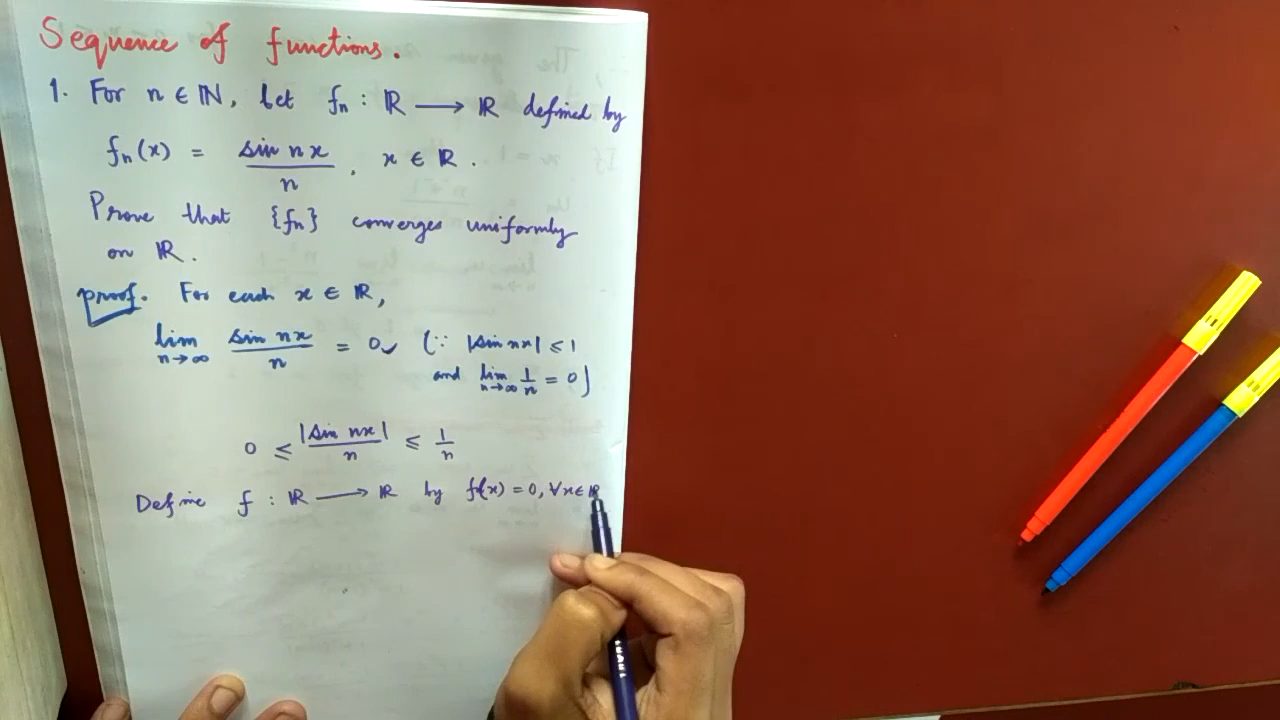 Sequence of functions.
1. For n ∈ ℕ, let fₙ : ℝ ⟶ ℝ defined by
fₙ(x) = sin nx / n , x ∈ ℝ.
Prove that {fₙ} converges uniformly
on ℝ.
proof. For each x ∈ ℝ,
lim n→∞ sin nx / n = 0, (∵ |sin nx| ≤ 1
and lim n→∞ 1/n = 0)
0 ≤ |sin nx| / n ≤ 1/n
Define f : ℝ ⟶ ℝ by f(x) = 0, ∀x∈ ℝ